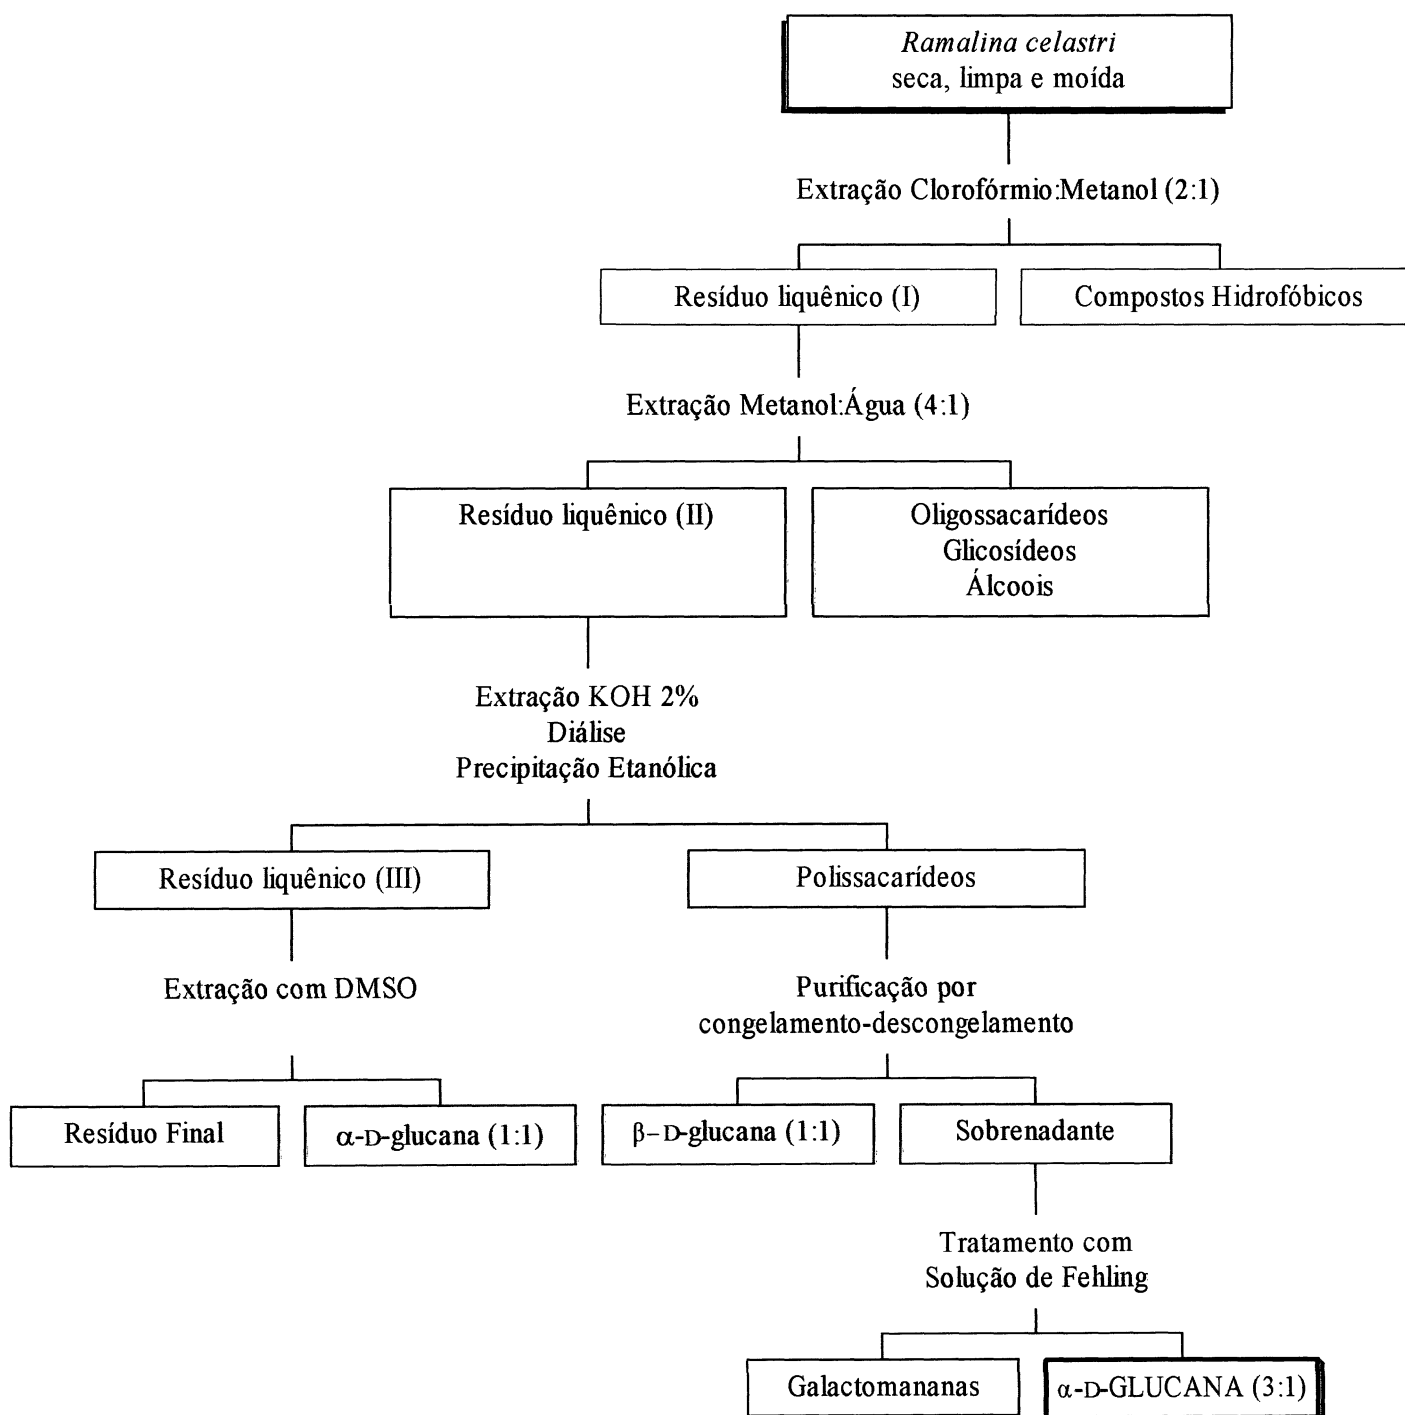 Ramalina celastri
seca, limpa e moída
Extração Clorofórmio:Metanol (2:1)
Resíduo liquênico (I)
Compostos Hidrofóbicos
Extração Metanol:Água (4:1)
Resíduo liquênico (II)
Oligossacarídeos
Glicosídeos
Álcoois
Extração KOH 2%
Diálise
Precipitação Etanólica
Resíduo liquênico (III)
Polissacarídeos
Extração com DMSO
Purificação por
congelamento-descongelamento
Resíduo Final
α-D-glucana (1:1)
β–D-glucana (1:1)
Sobrenadante
Tratamento com
Solução de Fehling
Galactomananas
α-D-GLUCANA (3:1)